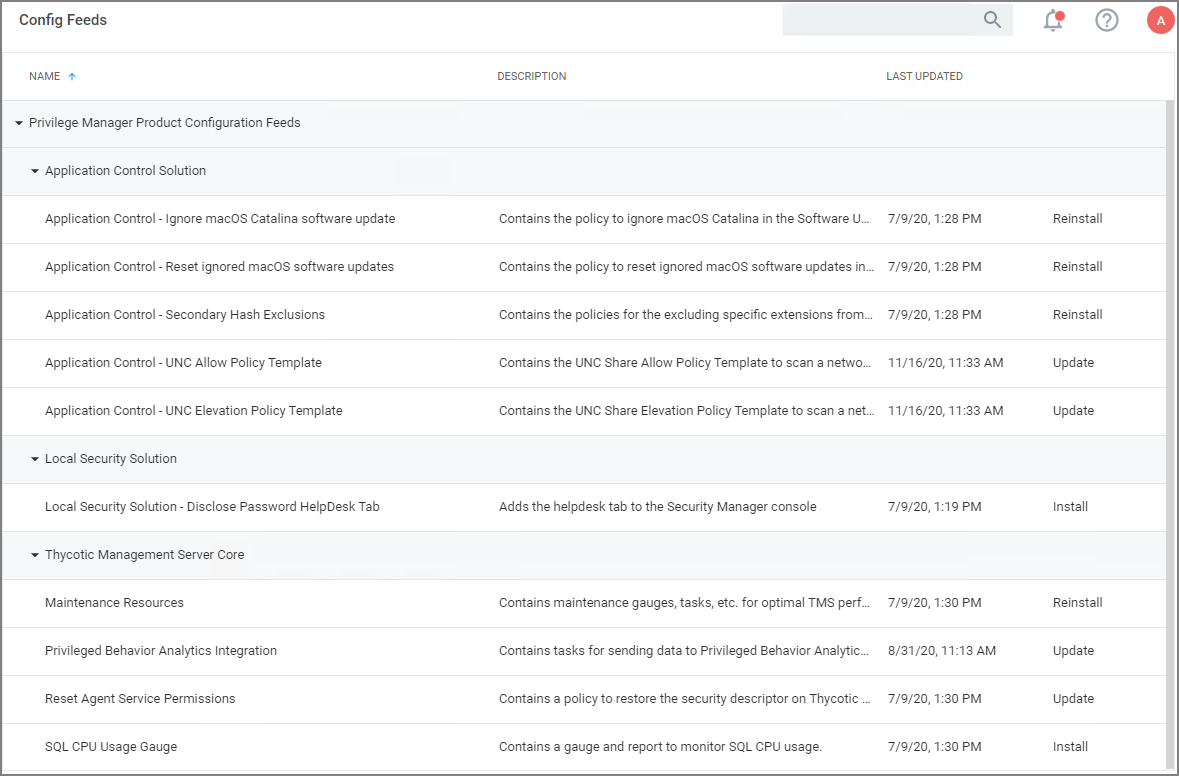 Config Feeds
A
NAME DESCRIPTION LAST UPDATED
Privilege Manager Product Configuration Feeds
Application Control Solution
Application Control - Ignore macOS Catalina software update Contains the policy to ignore macOS Catalina in the Software U... 7/9/20, 1:28 PM Reinstall
Application Control - Reset ignored macOS software updates Contains the policy to reset ignored macOS software updates in... 7/9/20, 1:28 PM Reinstall
Application Control - Secondary Hash Exclusions Contains the policies for the excluding specific extensions from... 7/9/20, 1:28 PM Reinstall
Application Control - UNC Allow Policy Template Contains the UNC Share Allow Policy Template to scan a netwo... 11/16/20, 11:33 AM Update
Application Control - UNC Elevation Policy Template Contains the UNC Share Elevation Policy Template to scan a net... 11/16/20, 11:33 AM Update
Local Security Solution
Local Security Solution - Disclose Password HelpDesk Tab Adds the helpdesk tab to the Security Manager console 7/9/20, 1:19 PM Install
Thycotic Management Server Core
Maintenance Resources Contains maintenance gauges, tasks, etc. for optimal TMS perf... 7/9/20, 1:30 PM Reinstall
Privileged Behavior Analytics Integration Contains tasks for sending data to Privileged Behavior Analytic... 8/31/20, 11:13 AM Update
Reset Agent Service Permissions Contains a policy to restore the security descriptor on Thycotic ... 7/9/20, 1:30 PM Update
SQL CPU Usage Gauge Contains a gauge and report to monitor SQL CPU usage. 7/9/20, 1:30 PM Install